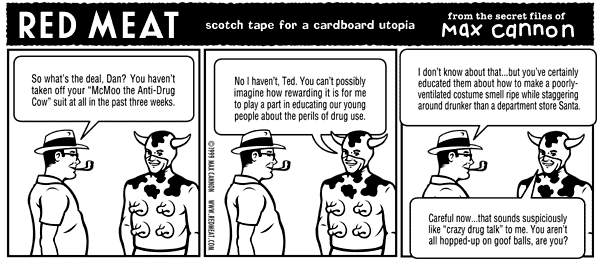 RED MEAT
scotch tape for a cardboard utopia
from the secret files of
Max cannon
So what's the deal, Dan?  You haven't
taken off your "McMoo the Anti-Drug
Cow" suit at all in the past three weeks.
No I haven't, Ted. You can't possibly
imagine how rewarding it is for me
to play a part in educating our young
people about the perils of drug use.
©1999 MAX CANNON   WWW.REDMEAT.COM
I don't know about that...but you've certainly
educated them about how to make a poorly-
ventilated costume smell ripe while staggering
around drunker than a department store Santa.
Careful now...that sounds suspiciously
like "crazy drug talk" to me. You aren't
all hopped-up on goof balls, are you?